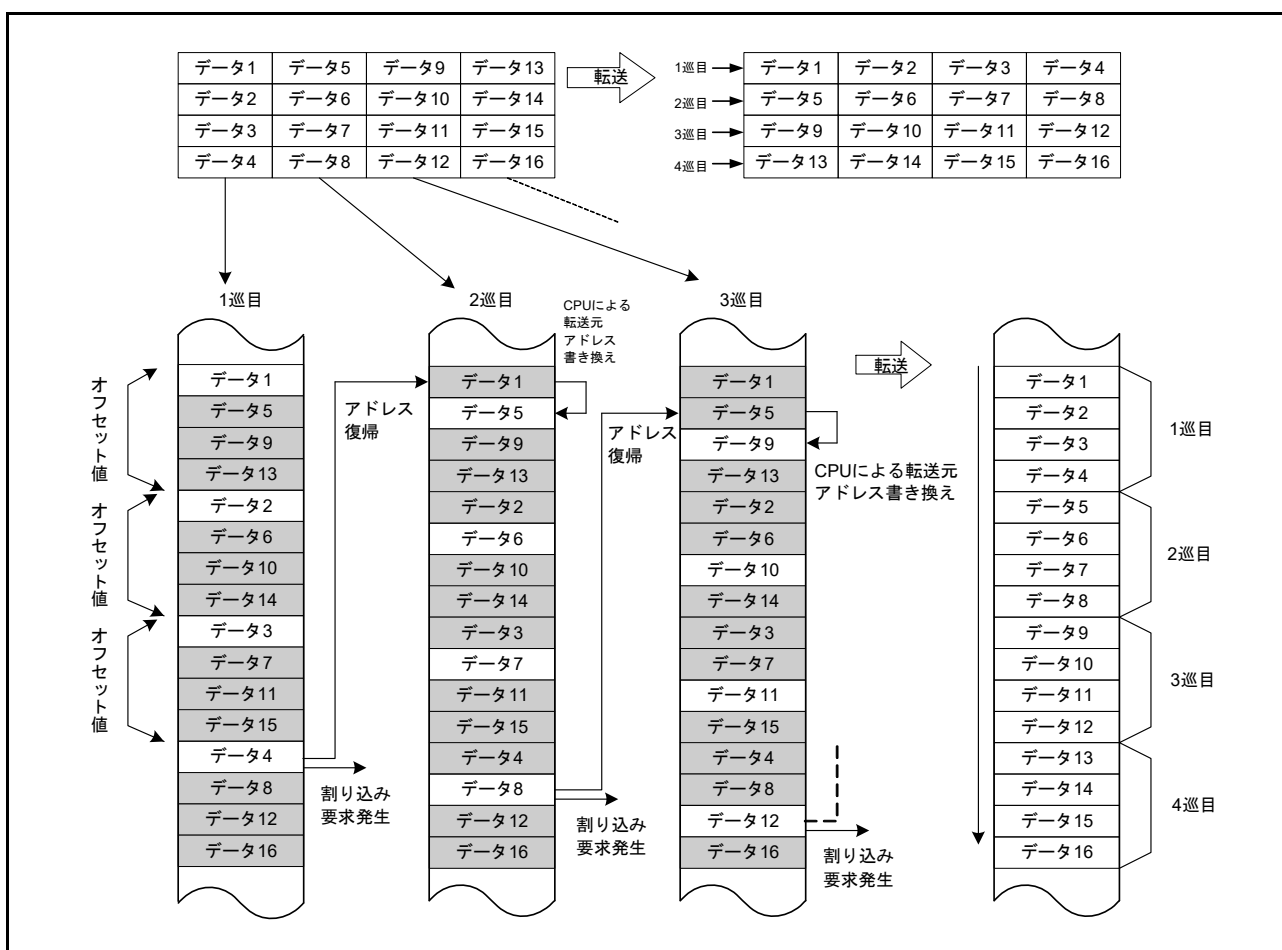 データ1 データ5 データ9 データ13
データ2 データ6 データ10 データ14
データ3 データ7 データ11 データ15
データ4 データ8 データ12 データ16
転送
1巡目 データ1 データ2 データ3 データ4
2巡目 データ5 データ6 データ7 データ8
3巡目 データ9 データ10 データ11 データ12
4巡目 データ13 データ14 データ15 データ16
1巡目
オフセット値
オフセット値
オフセット値
データ1
データ5
データ9
データ13
データ2
データ6
データ10
データ14
データ3
データ7
データ11
データ15
データ4
データ8
データ12
データ16
アドレス
復帰
割り込み
要求発生
2巡目
CPUによる
転送元
アドレス
書き換え
データ1
データ5
データ9
データ13
データ2
データ6
データ10
データ14
データ3
データ7
データ11
データ15
データ4
データ8
データ12
データ16
アドレス
復帰
割り込み
要求発生
3巡目
データ1
データ5
データ9
データ13
データ2
データ6
データ10
データ14
データ3
データ7
データ11
データ15
データ4
データ8
データ12
データ16
CPUによる転送元
アドレス書き換え
割り込み
要求発生
転送
データ1
データ2
データ3
データ4
データ5
データ6
データ7
データ8
データ9
データ10
データ11
データ12
データ13
データ14
データ15
データ16
1巡目
2巡目
3巡目
4巡目